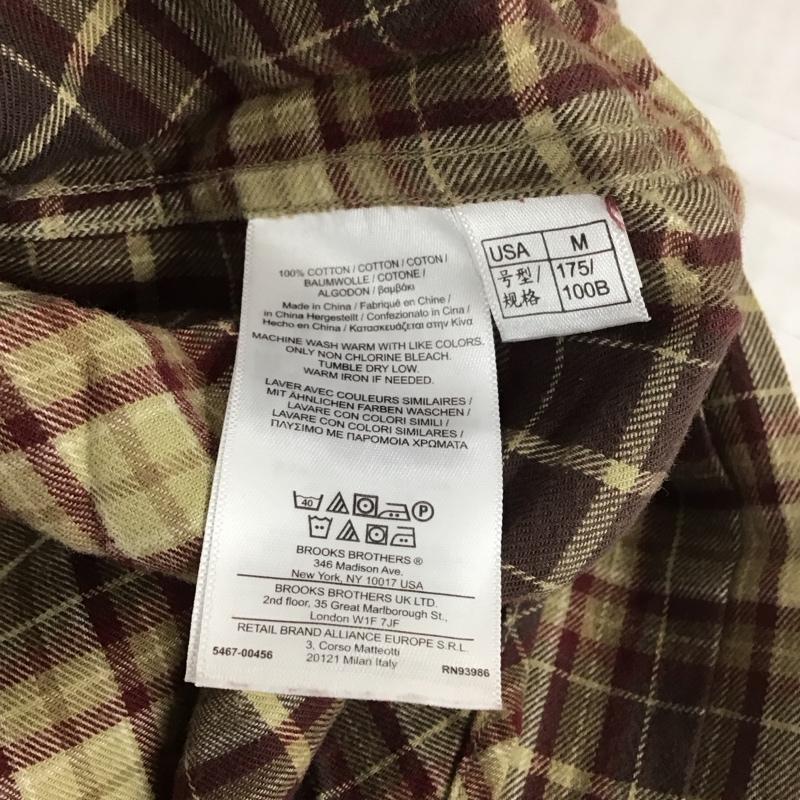 100% COTTON / COTTON / COTON /
BAUMWOLLE / COTONE /
ALGODON / βαμβάκι
Made in China / Fabriqué en Chine /
in China Hergestellt / Confezionato in Cina /
Hecho en China / Κατασκευάζεται στην Κίνα
MACHINE WASH WARM WITH LIKE COLORS.
ONLY NON CHLORINE BLEACH.
TUMBLE DRY LOW.
WARM IRON IF NEEDED.
LAVER AVEC COULEURS SIMILAIRES /
MIT ÄHNLICHEN FARBEN WASCHEN /
LAVARE CON COLORI SIMILI /
LAVARE CON COLORI SIMILARES /
ΠΛΥΣΙΜΟ ΜΕ ΠΑΡΟΜΟΙΑ ΧΡΩΜΑΤΑ
40 P
BROOKS BROTHERS ®
346 Madison Ave.
New York, NY 10017 USA
BROOKS BROTHERS UK LTD.
2nd floor, 35 Great Marlborough St.,
London W1F 7JF
RETAIL BRAND ALLIANCE EUROPE S.R.L.
3, Corso Matteotti
20121 Milan Italy
5467-00456
RN93986
USA M
号型/ 175/
规格 100B